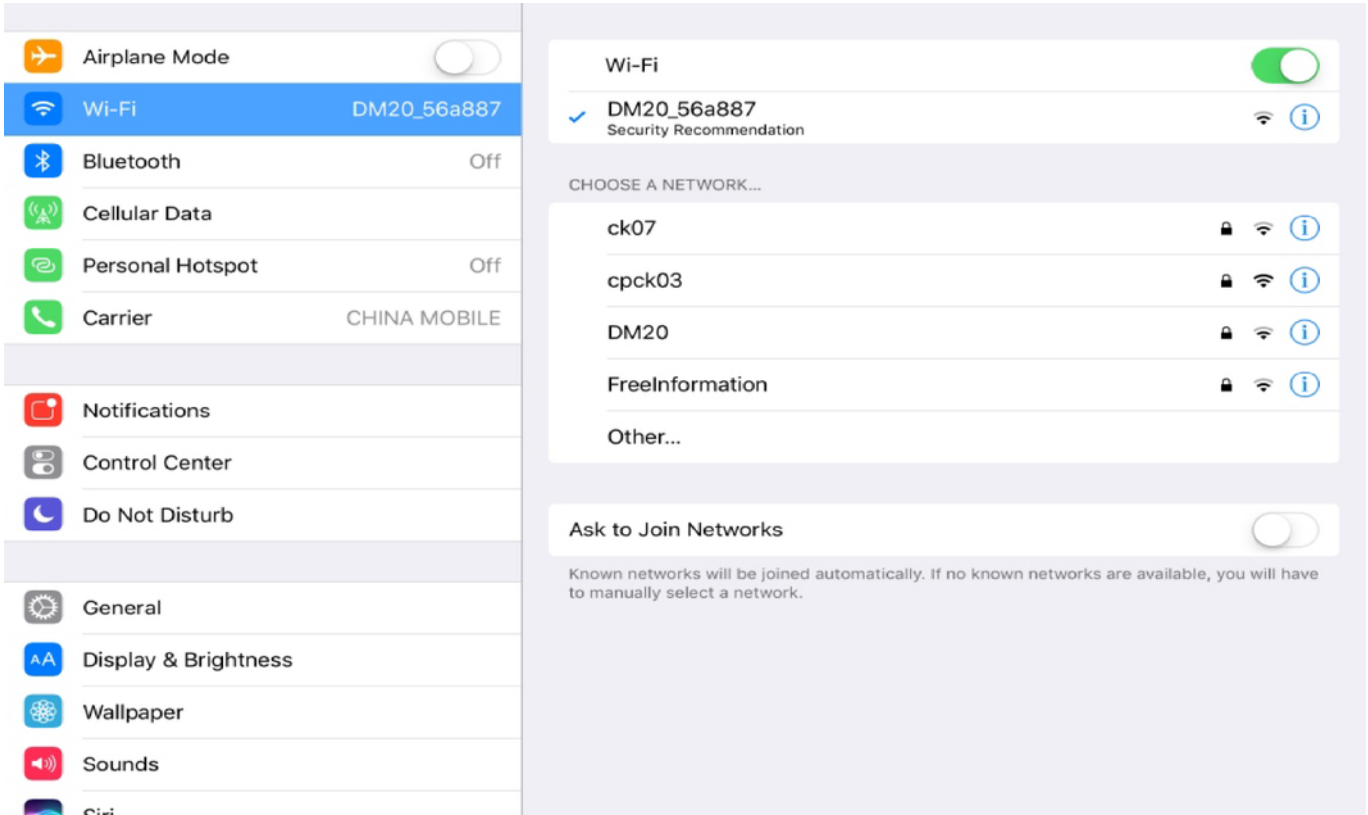 Airplane Mode
Wi-Fi DM20_56a887
Bluetooth Off
Cellular Data
Personal Hotspot Off
Carrier CHINA MOBILE
Notifications
Control Center
Do Not Disturb
General
AA Display & Brightness
Wallpaper
Sounds
Siri
Wi-Fi
DM20_56a887
Security Recommendation
CHOOSE A NETWORK...
ck07
cpck03
DM20
FreeInformation
Other...
Ask to Join Networks
Known networks will be joined automatically. If no known networks are available, you will have
to manually select a network.